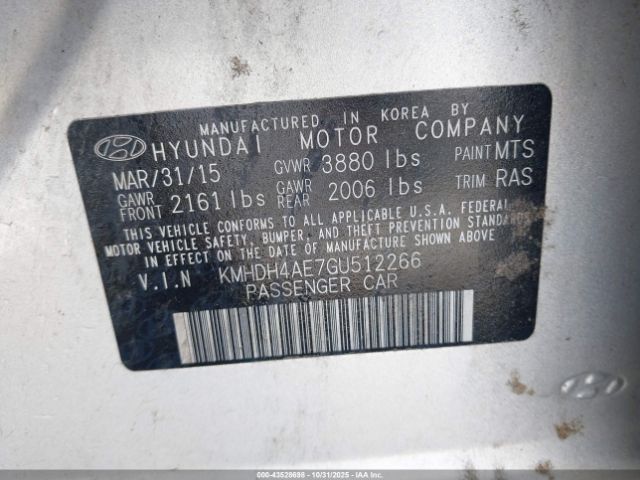 MANUFACTURED IN KOREA BY
HYUNDAI MOTOR COMPANY
MAR/31/15 GVWR 3880 lbs PAINT MTS
GAWR FRONT 2161 lbs GAWR REAR 2006 lbs TRIM RAS
THIS VEHICLE CONFORMS TO ALL APPLICABLE U.S.A. FEDERAL
MOTOR VEHICLE SAFETY, BUMPER, AND THEFT PREVENTION STANDARDS
IN EFFECT ON THE DATE OF MANUFACTURE SHOWN ABOVE.
V.I.N KMHDH4AE7GU512266
PASSENGER CAR
000-43528698 - 10/31/2025 - IAA Inc.